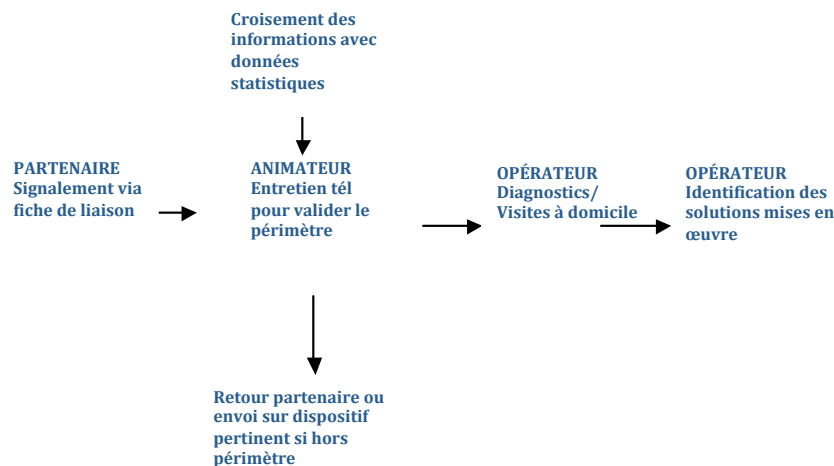 Croisement des
informations avec
données
statistiques
PARTENAIRE
Signalement via
fiche de liaison
ANIMATEUR
Entretien tél
pour valider le
périmètre
OPÉRATEUR
Diagnostics/
Visites à domicile
OPÉRATEUR
Identification des
solutions mises en
œuvre
Retour partenaire ou
envoi sur dispositif
pertinent si hors
périmètre